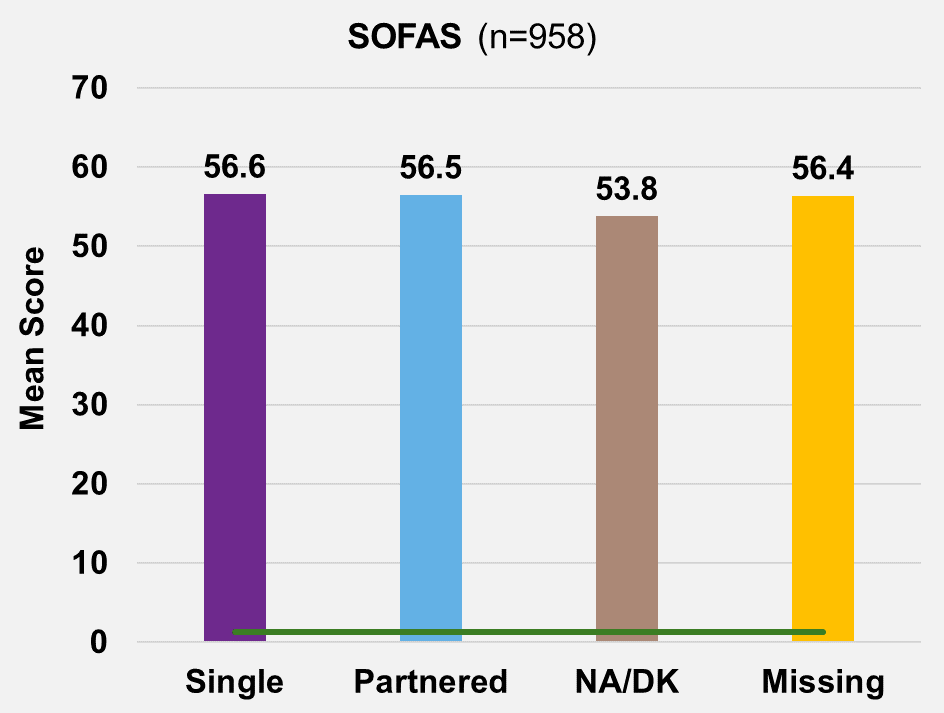 SOFAS (n=958)
70
60
50
40
30
20
10
0
Mean Score
56.6
56.5
53.8
56.4
Single
Partnered
NA/DK
Missing